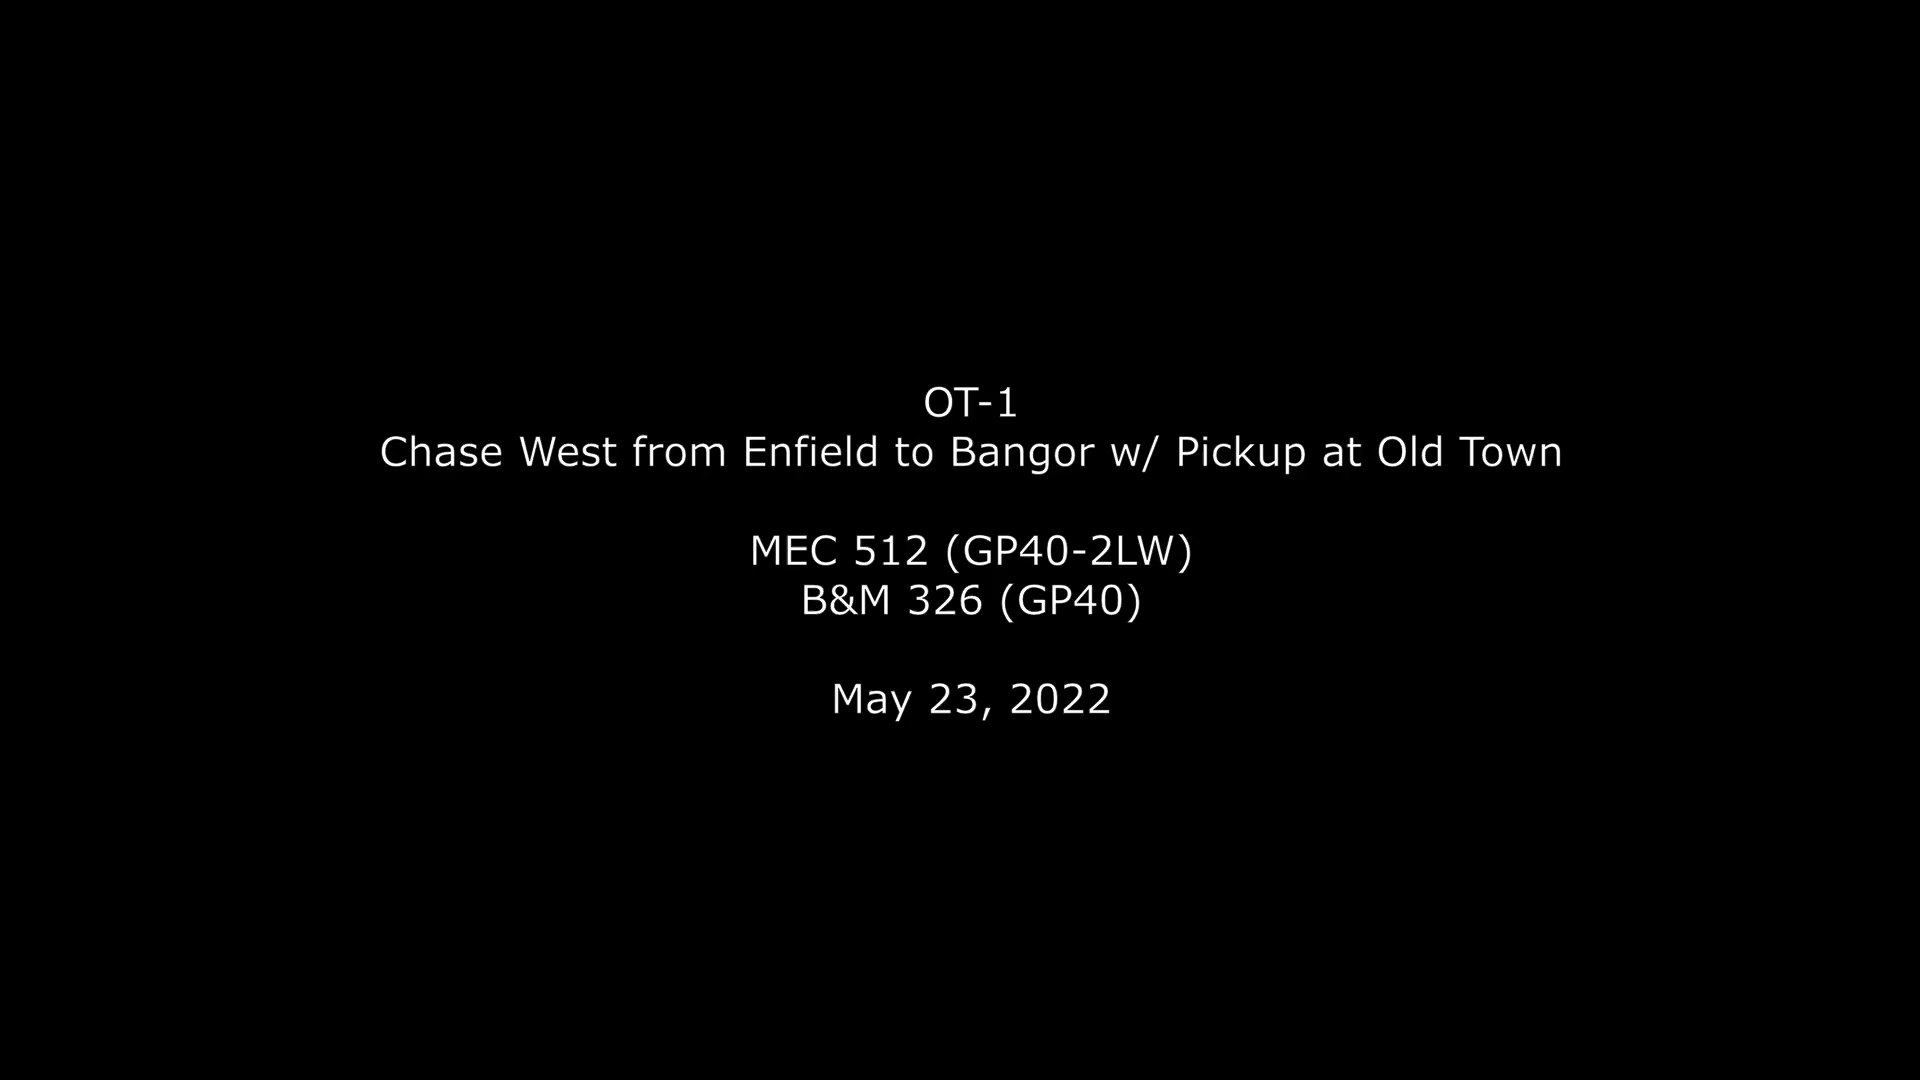 OT-1
Chase West from Enfield to Bangor w/ Pickup at Old Town
MEC 512 (GP40-2LW)
B&M 326 (GP40)
May 23, 2022